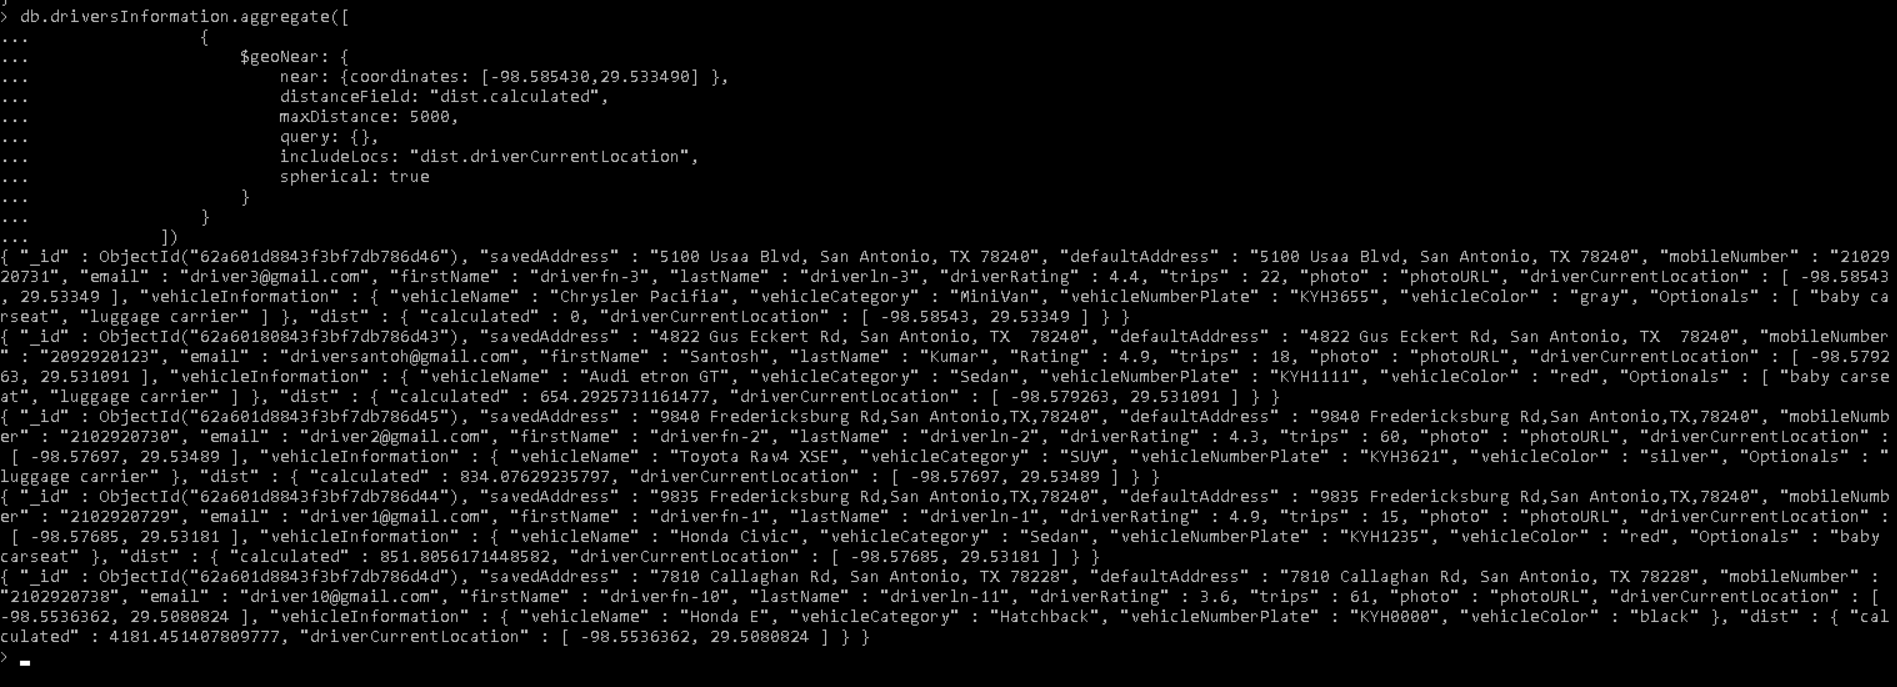 > db.driversInformation.aggregate([
... {
... $geoNear: {
... near: {coordinates: [-98.585430,29.533490] },
... distanceField: "dist.calculated",
... maxDistance: 5000,
... query: {},
... includeLocs: "dist.driverCurrentLocation",
... spherical: true
... }
... }
... ])
{ "_id" : ObjectId("62a601d8843f3bf7db786d46"), "savedAddress" : "5100 Usaa Blvd, San Antonio, TX 78240", "defaultAddress" : "5100 Usaa Blvd, San Antonio, TX 78240", "mobileNumber" : "21029
20731", "email" : "driver3@gmail.com", "firstName" : "driverfn-3", "lastName" : "driverln-3", "driverRating" : 4.4, "trips" : 22, "photo" : "photoURL", "driverCurrentLocation" : [ -98.58543
, 29.53349 ], "vehicleInformation" : { "vehicleName" : "Chrysler Pacifia", "vehicleCategory" : "MiniVan", "vehicleNumberPlate" : "KYH3655", "vehicleColor" : "gray", "Optionals" : [ "baby ca
rseat", "luggage carrier" ] }, "dist" : { "calculated" : 0, "driverCurrentLocation" : [ -98.58543, 29.53349 ] } }
{ "_id" : ObjectId("62a60180843f3bf7db786d43"), "savedAddress" : "4822 Gus Eckert Rd, San Antonio, TX  78240", "defaultAddress" : "4822 Gus Eckert Rd, San Antonio, TX  78240", "mobileNumber
" : "2092920123", "email" : "driversantoh@gmail.com", "firstName" : "Santosh", "lastName" : "Kumar", "Rating" : 4.9, "trips" : 18, "photo" : "photoURL", "driverCurrentLocation" : [ -98.5792
63, 29.531091 ], "vehicleInformation" : { "vehicleName" : "Audi etron GT", "vehicleCategory" : "Sedan", "vehicleNumberPlate" : "KYH1111", "vehicleColor" : "red", "Optionals" : [ "baby carse
at", "luggage carrier" ] }, "dist" : { "calculated" : 654.2925731161477, "driverCurrentLocation" : [ -98.579263, 29.531091 ] } }
{ "_id" : ObjectId("62a601d8843f3bf7db786d45"), "savedAddress" : "9840 Fredericksburg Rd,San Antonio,TX,78240", "defaultAddress" : "9840 Fredericksburg Rd,San Antonio,TX,78240", "mobileNumb
er" : "2102920730", "email" : "driver2@gmail.com", "firstName" : "driverfn-2", "lastName" : "driverln-2", "driverRating" : 4.3, "trips" : 60, "photo" : "photoURL", "driverCurrentLocation" :
[ -98.57697, 29.53489 ], "vehicleInformation" : { "vehicleName" : "Toyota Rav4 XSE", "vehicleCategory" : "SUV", "vehicleNumberPlate" : "KYH3621", "vehicleColor" : "silver", "Optionals" : "
luggage carrier" }, "dist" : { "calculated" : 834.07629235797, "driverCurrentLocation" : [ -98.57697, 29.53489 ] } }
{ "_id" : ObjectId("62a601d8843f3bf7db786d44"), "savedAddress" : "9835 Fredericksburg Rd,San Antonio,TX,78240", "defaultAddress" : "9835 Fredericksburg Rd,San Antonio,TX,78240", "mobileNumb
er" : "2102920729", "email" : "driver1@gmail.com", "firstName" : "driverfn-1", "lastName" : "driverln-1", "driverRating" : 4.9, "trips" : 15, "photo" : "photoURL", "driverCurrentLocation" :
[ -98.57685, 29.53181 ], "vehicleInformation" : { "vehicleName" : "Honda Civic", "vehicleCategory" : "Sedan", "vehicleNumberPlate" : "KYH1235", "vehicleColor" : "red", "Optionals" : "baby
carseat" }, "dist" : { "calculated" : 851.8056171448582, "driverCurrentLocation" : [ -98.57685, 29.53181 ] } }
{ "_id" : ObjectId("62a601d8843f3bf7db786d4d"), "savedAddress" : "7810 Callaghan Rd, San Antonio, TX 78228", "defaultAddress" : "7810 Callaghan Rd, San Antonio, TX 78228", "mobileNumber" :
"2102920738", "email" : "driver10@gmail.com", "firstName" : "driverfn-10", "lastName" : "driverln-11", "driverRating" : 3.6, "trips" : 61, "photo" : "photoURL", "driverCurrentLocation" : [
-98.5536362, 29.5080824 ], "vehicleInformation" : { "vehicleName" : "Honda E", "vehicleCategory" : "Hatchback", "vehicleNumberPlate" : "KYH0000", "vehicleColor" : "black" }, "dist" : { "cal
culated" : 4181.451407809777, "driverCurrentLocation" : [ -98.5536362, 29.5080824 ] } }
>